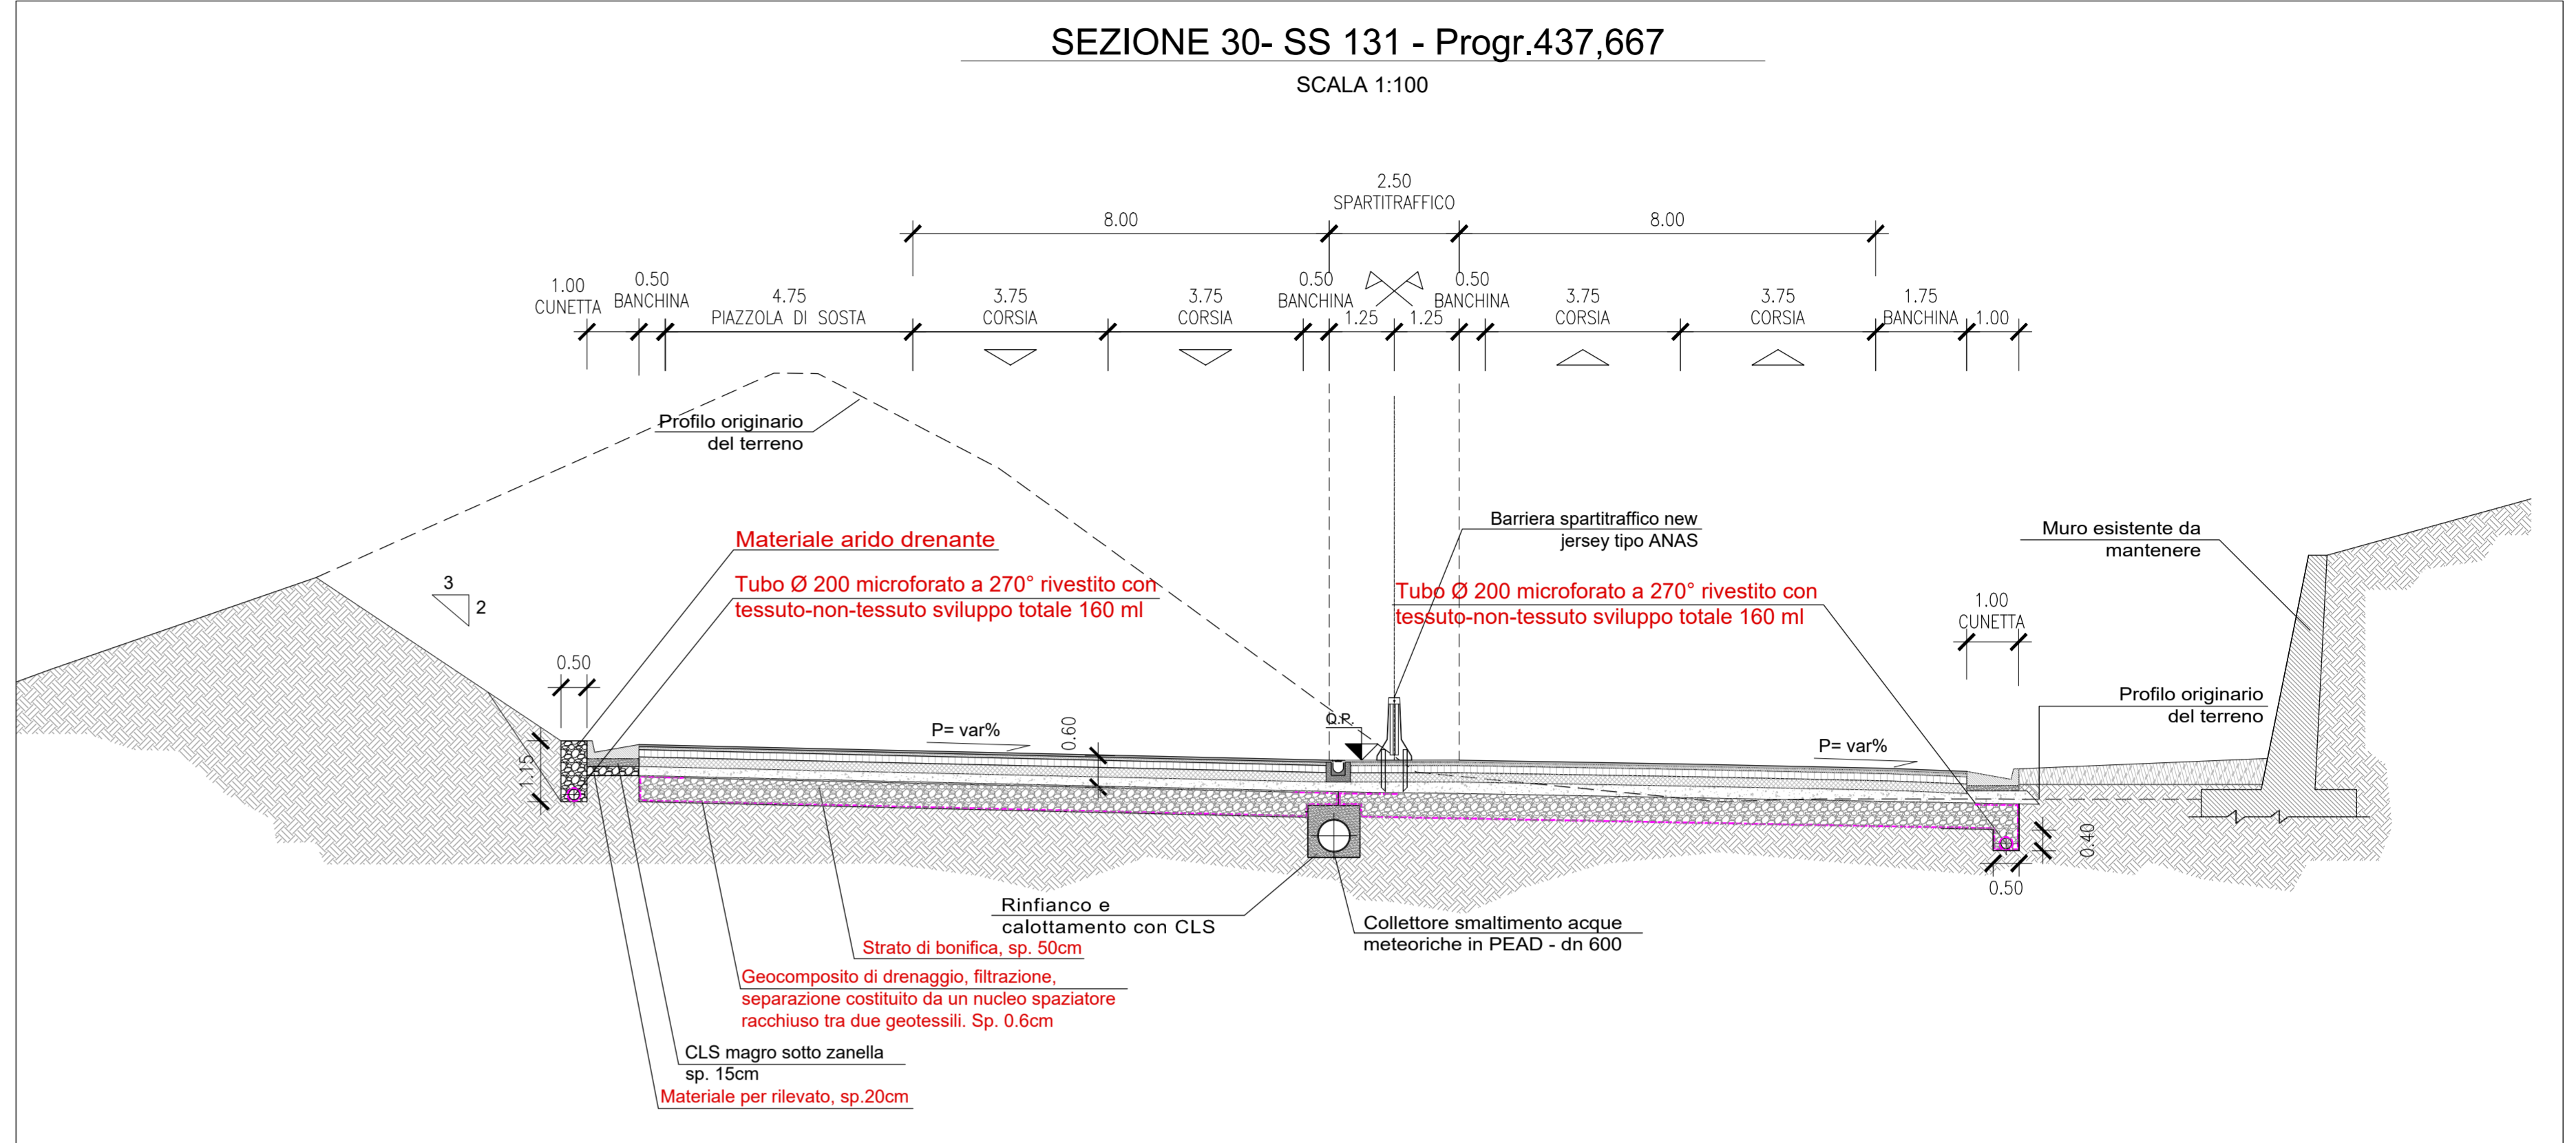 SEZIONE 30- SS 131 - Progr.437,667
SCALA 1:100
2.50
SPARTITRAFFICO
8.00
8.00
1.00
CUNETTA
0.50
BANCHINA
4.75
PIAZZOLA DI SOSTA
3.75
CORSIA
3.75
CORSIA
0.50
BANCHINA
1.25
1.25
0.50
BANCHINA
3.75
CORSIA
3.75
CORSIA
1.75
BANCHINA
1.00
Profilo originario
del terreno
Materiale arido drenante
Tubo Ø 200 microforato a 270° rivestito con
tessuto-non-tessuto sviluppo totale 160 ml
3
2
Barriera spartitraffico new
jersey tipo ANAS
Tubo Ø 200 microforato a 270° rivestito con
tessuto-non-tessuto sviluppo totale 160 ml
Muro esistente da
mantenere
1.00
CUNETTA
0.50
Profilo originario
del terreno
1.15
P= var%
0.60
Q.P.
P= var%
0.40
0.50
Rinfianco e
calottamento con CLS
Collettore smaltimento acque
meteoriche in PEAD - dn 600
Strato di bonifica, sp. 50cm
Geocomposito di drenaggio, filtrazione,
separazione costituito da un nucleo spaziatore
racchiuso tra due geotessili. Sp. 0.6cm
CLS magro sotto zanella
sp. 15cm
Materiale per rilevato, sp.20cm